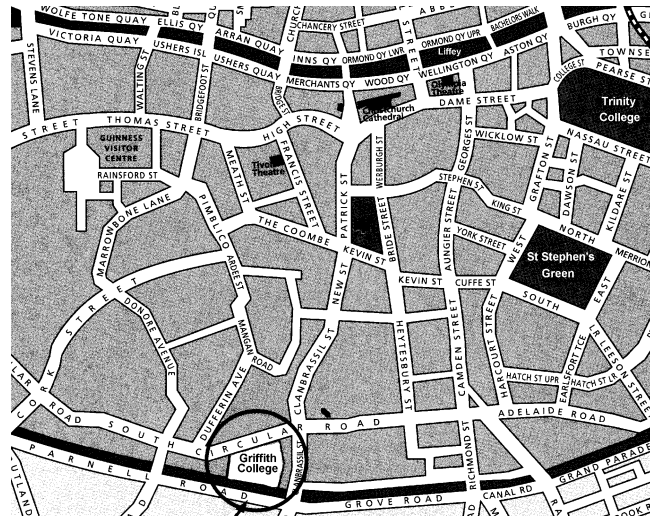 WOLFE TONE QUAY
ELLIS QY
ARRAN QUAY
CHANCERY STREET
ORMOND QY UPR
BACHELORS WALK
BURGH QY
VICTORIA QUAY
USHERS ISL
USHERS QUAY
INNS QY
ORMOND QY LWR
Liffey
ASTON QY
TOWNSE
STEVENS LANE
WATLING ST
BRIDGEFOOT ST
MERCHANTS QY
WOOD QY
WELLINGTON QY
COLLEGE ST
PEARSE ST
BRIDGE ST
Olympia
Theatre
DAME STREET
Trinity
College
Christchurch
Cathedral
STREET
THOMAS STREET
HIGH STREET
WICKLOW ST
NASSAU STREET
GUINNESS
VISITOR
CENTRE
MEATH ST
Tivoli
Theatre
FRANCIS STREET
PATRICK ST
WERBURGH ST
GEORGES ST
GRAFTON ST
DAWSON ST
KILDARE ST
RAINSFORD ST
STEPHEN ST
KING ST
MARROWBONE LANE
PIMBLICO
THE COOMBE
KEVIN ST
BRIDE STREET
AUNGIER STREET
YORK STREET
WEST
NORTH
MERRION
St Stephen's
Green
ARDEE ST
NEW ST
KEVIN ST
CUFFE ST
SOUTH
EAST
CORK STREET
DONORE AVENUE
MANGAN ROAD
CLANBRASSIL ST
HEYTESBURY ST
CAMDEN STREET
HARCOURT STREET
EARLSFORT TCE
LR LEESON STREET
HATCH ST UPR
HATCH ST LR
DUFFERIN AVE
LAR ROAD
SOUTH CIRCULAR ROAD
ADELAIDE ROAD
CORK
PARNELL ROAD
Griffith
College
ANBRASSIL ST
RICHMOND ST
GROVE ROAD
CANAL RD
GRAND PARADE
UTLAND